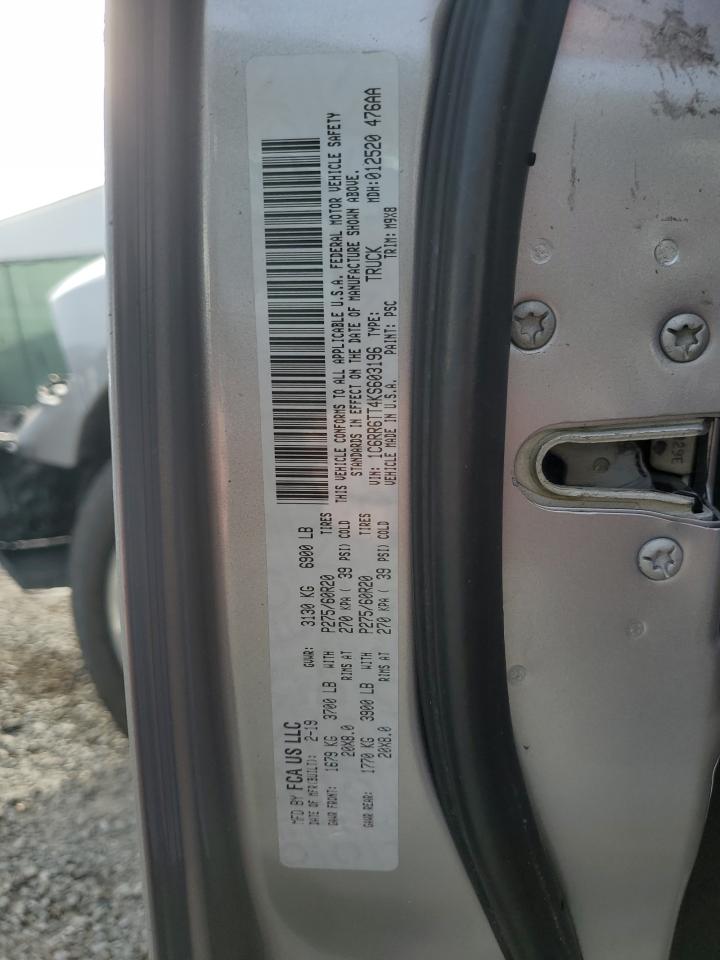 MFD BY FCA US LLC
DATE OF MFR(BUILT): 2-19
GVWR: 3130 KG 6900 LB
GAWR FRONT: 1679 KG 3700 LB WITH P275/60R20 TIRES
20X8.0 RIMS AT 270 KPA ( 39 PSI) COLD
GAWR REAR: 1770 KG 3900 LB WITH P275/60R20 TIRES
20X8.0 RIMS AT 270 KPA ( 39 PSI) COLD
THIS VEHICLE CONFORMS TO ALL APPLICABLE U.S.A. FEDERAL MOTOR VEHICLE SAFETY
STANDARDS IN EFFECT ON THE DATE OF MANUFACTURE SHOWN ABOVE.
VIN: 1C6RR6TT4KS603196 TYPE: TRUCK MDH:012520 476AA
VEHICLE MADE IN U.S.A. PAINT: PSC TRIM: M9X8